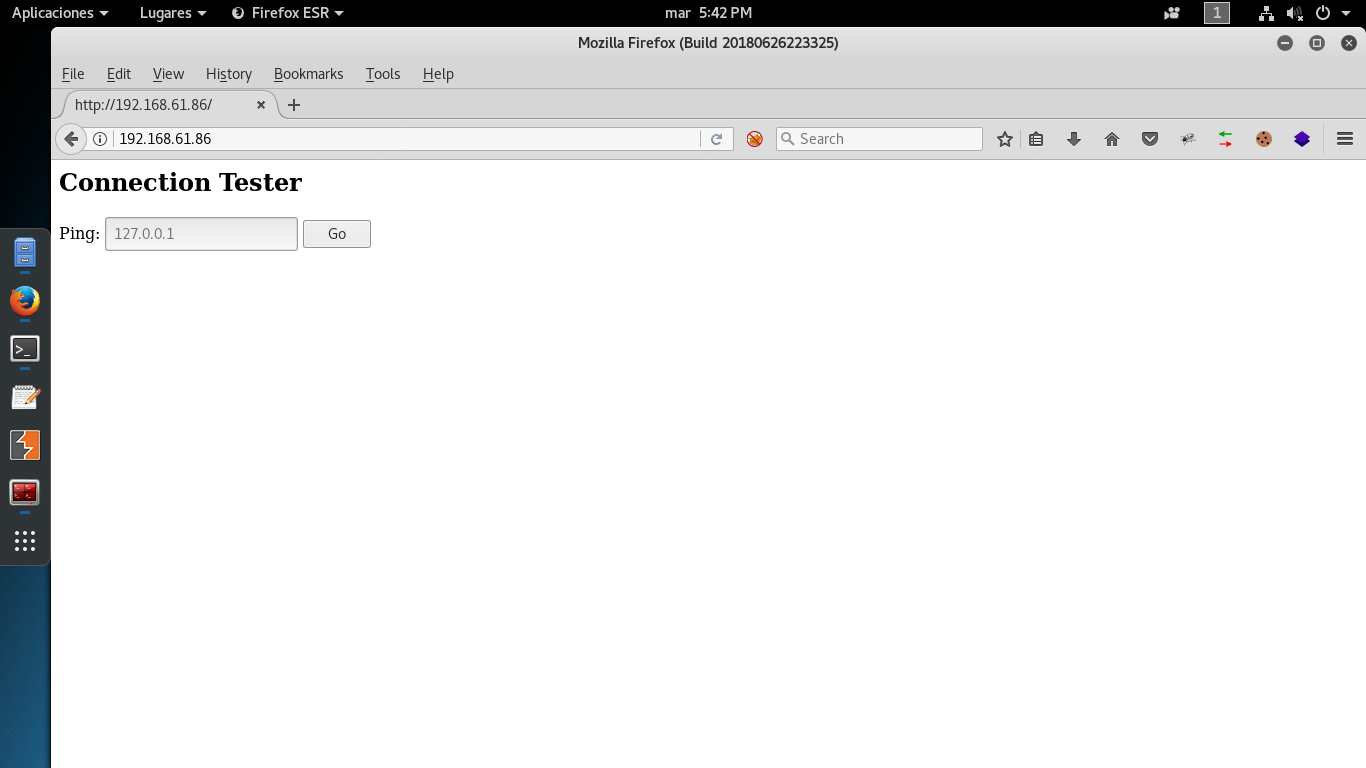 Aplicaciones Lugares Firefox ESR mar 5:42 PM 1
Mozilla Firefox (Build 20180626223325)
File Edit View History Bookmarks Tools Help
http://192.168.61.86/
192.168.61.86 Search
Connection Tester
Ping: 127.0.0.1 Go